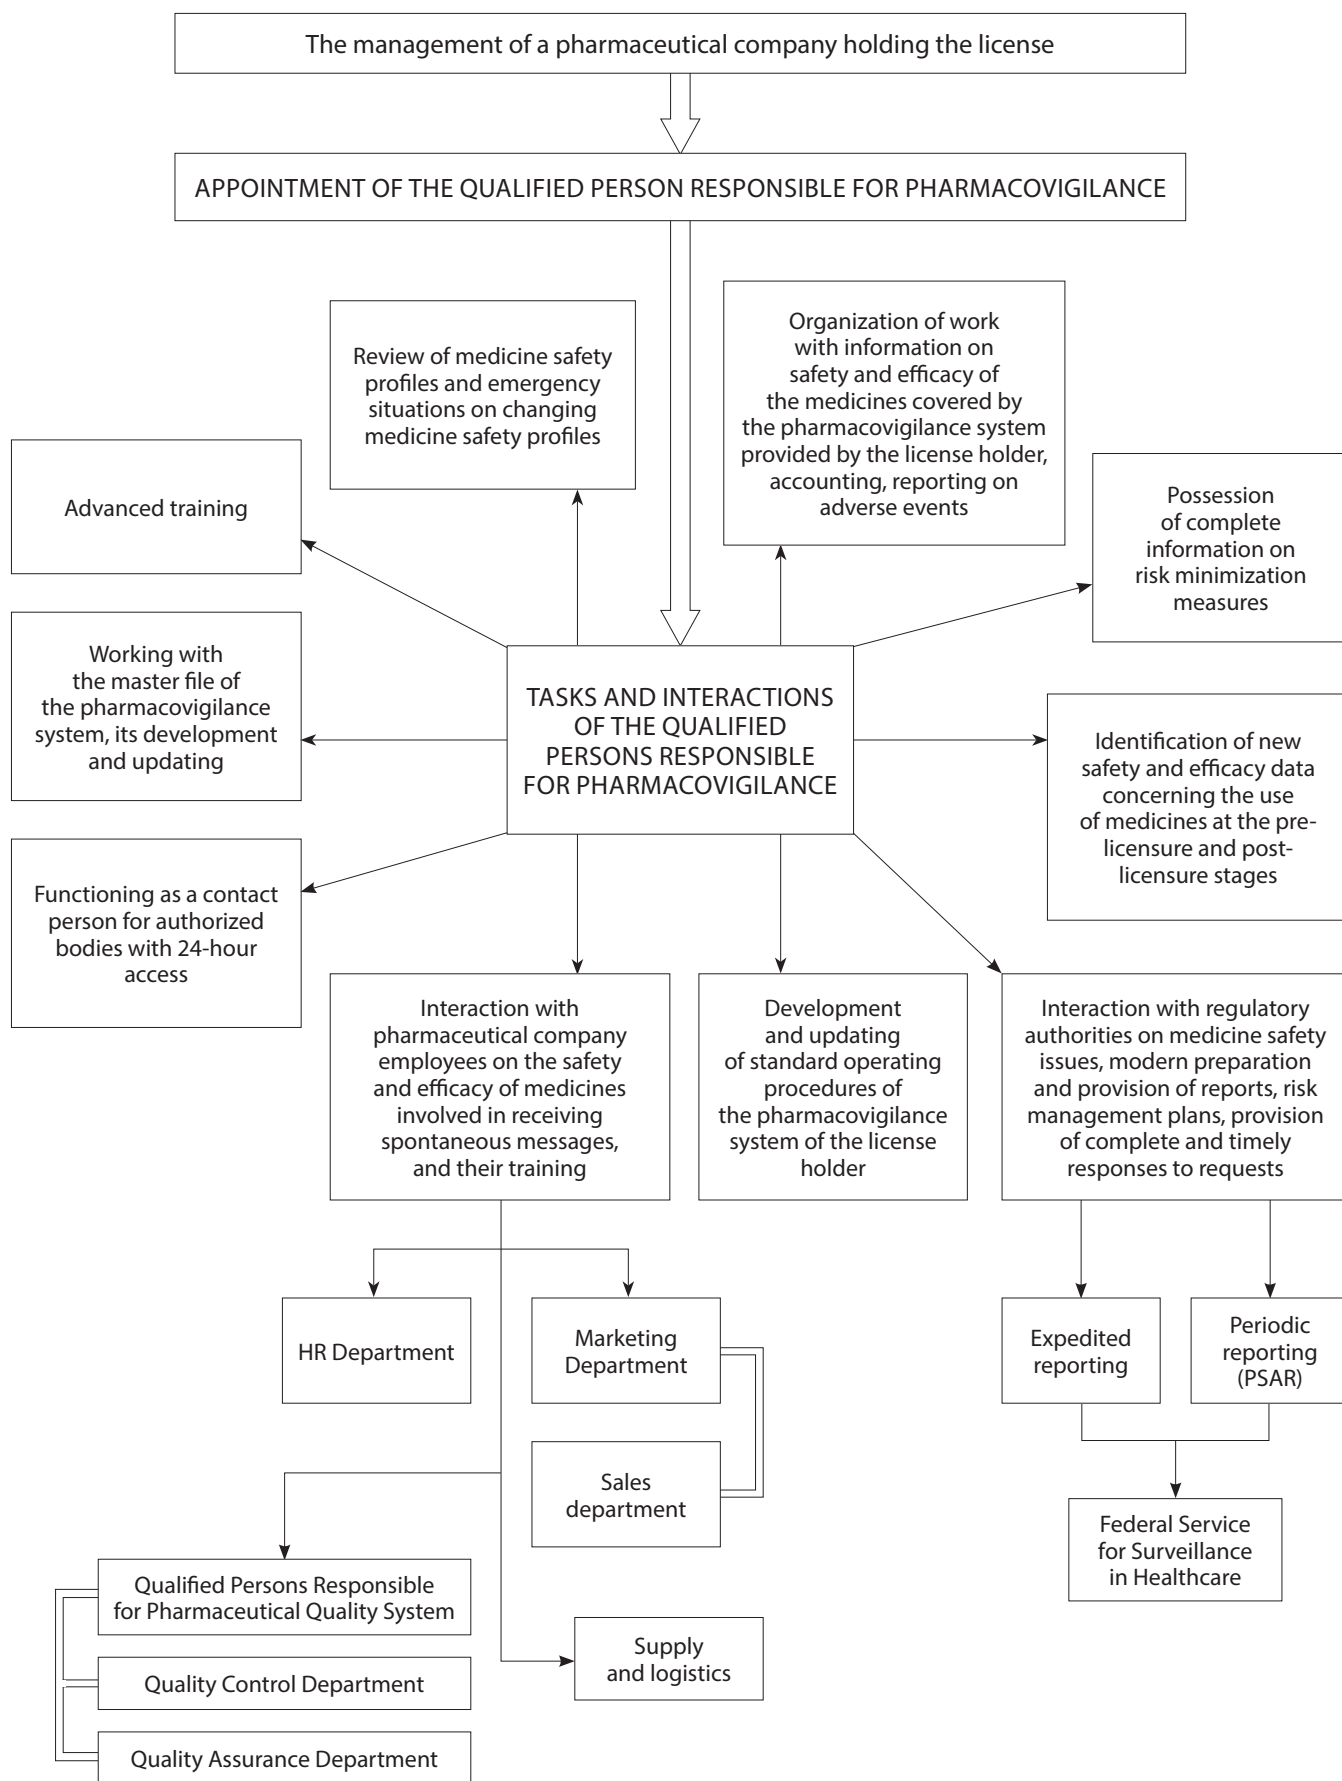 The management of a pharmaceutical company holding the license
APPOINTMENT OF THE QUALIFIED PERSON RESPONSIBLE FOR PHARMACOVIGILANCE
Review of medicine safety
profiles and emergency
situations on changing
medicine safety profiles
Organization of work
with information on
safety and efficacy of
the medicines covered by
the pharmacovigilance system
provided by the license holder,
accounting, reporting on
adverse events
Advanced training
Possession
of complete
information on
risk minimization
measures
Working with
the master file of
the pharmacovigilance
system, its development
and updating
TASKS AND INTERACTIONS
OF THE QUALIFIED
PERSONS RESPONSIBLE
FOR PHARMACOVIGILANCE
Identification of new
safety and efficacy data
concerning the use
of medicines at the pre-
licensure and post-
licensure stages
Functioning as a contact
person for authorized
bodies with 24-hour
access
Interaction with
pharmaceutical company
employees on the safety
and efficacy of medicines
involved in receiving
spontaneous messages,
and their training
Development
and updating
of standard operating
procedures of
the pharmacovigilance
system of the license
holder
Interaction with regulatory
authorities on medicine safety
issues, modern preparation
and provision of reports, risk
management plans, provision
of complete and timely
responses to requests
HR Department
Marketing
Department
Expedited
reporting
Periodic
reporting
(PSAR)
Sales
department
Federal Service
for Surveillance
in Healthcare
Qualified Persons Responsible
for Pharmaceutical Quality System
Supply
and logistics
Quality Control Department
Quality Assurance Department